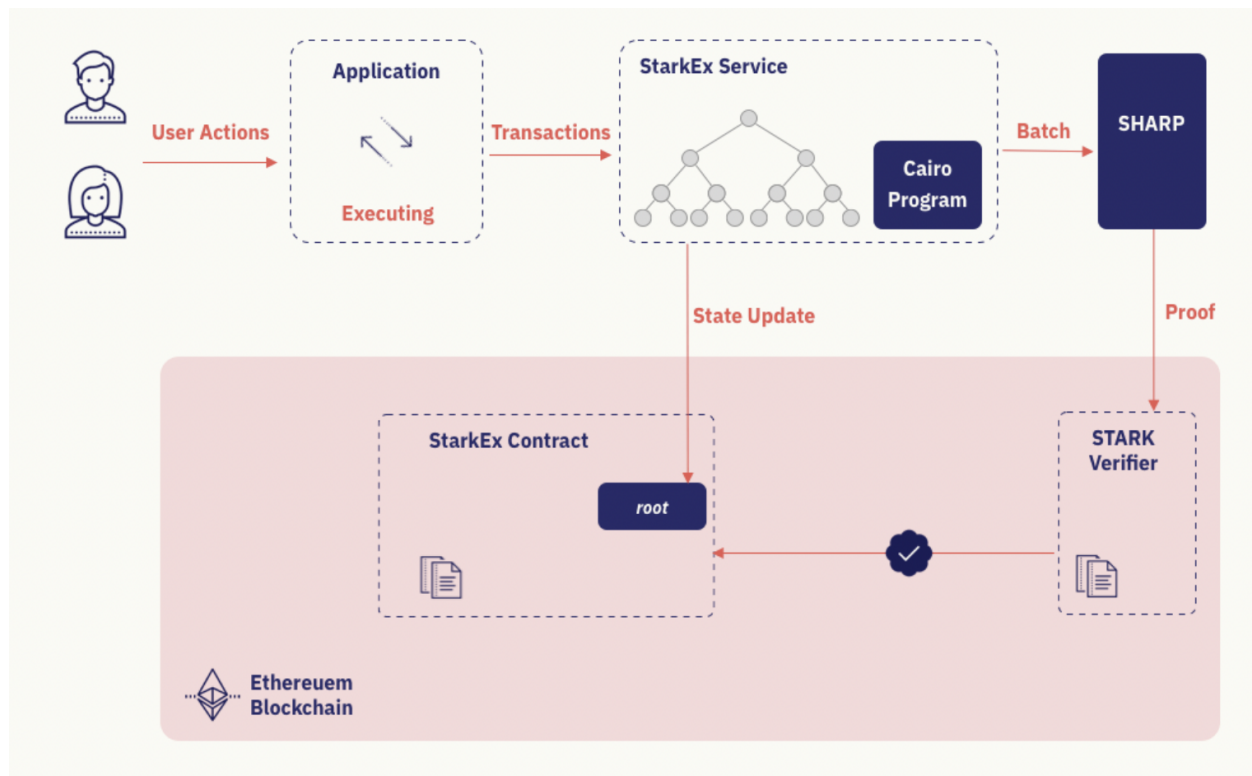 Application
StarkEx Service
SHARP
User Actions
Transactions
Batch
Cairo
Program
Executing
State Update
Proof
StarkEx Contract
STARK
Verifier
root
Ethereuem
Blockchain